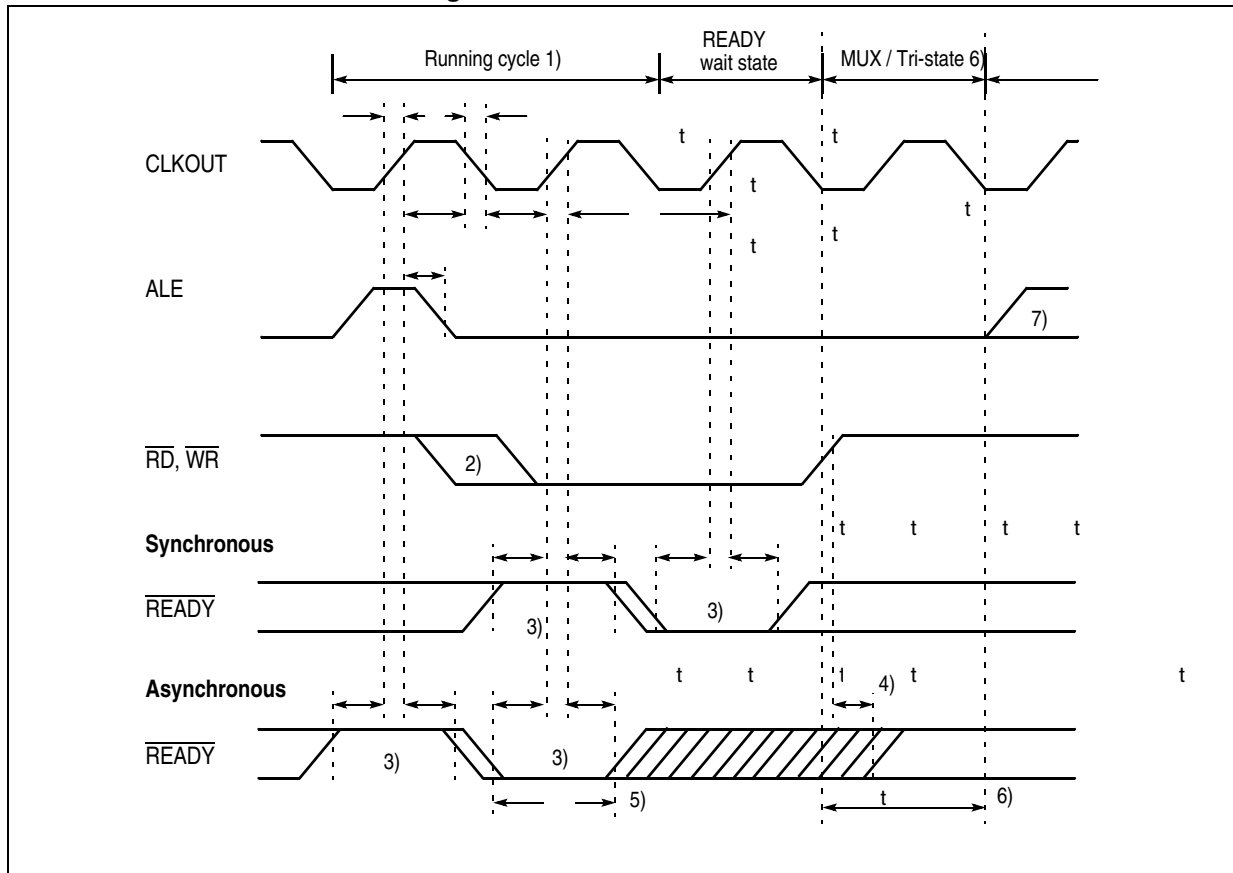 READY
Running cycle 1) wait state MUX / Tri-state 6)
t t
CLKOUT
t
t
t t
ALE
7)
RD, WR 2)
t t t t
Synchronous
READY 3) 3)
t t t t t
Asynchronous 4)
READY 3) 3)
5) t 6)